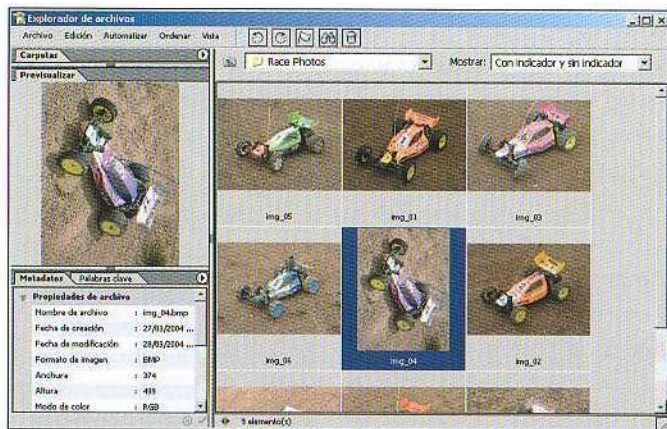 Explorador de archivos
Archivo Edición Automatizar Ordenar Vista
Carpetas
Race Photos
Mostrar: Con indicador y sin indicador
Previsualizar
img_05
img_01
img_03
Metadatos Palabras clave
Propiedades de archivo
Nombre de archivo : img_04.bmp
Fecha de creación : 27/03/2004 ...
Fecha de modificación : 28/03/2004 ...
Formato de imagen : BMP
Anchura : 374
Altura :
Modo de color : RGB
img_06
img_04
img_02
9 elemento(s)